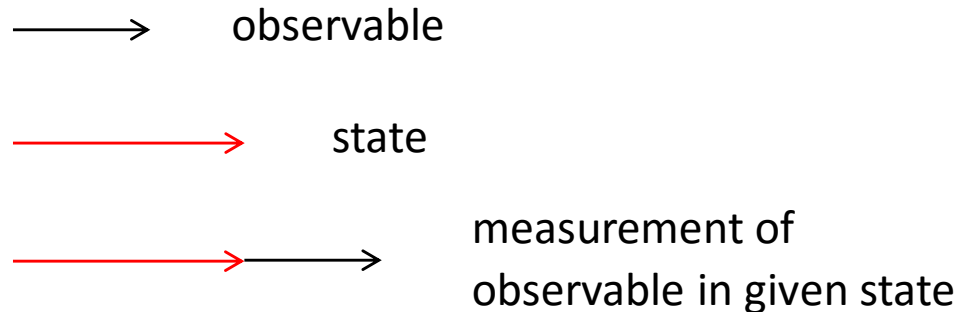 observable
state
measurement of
observable in given state